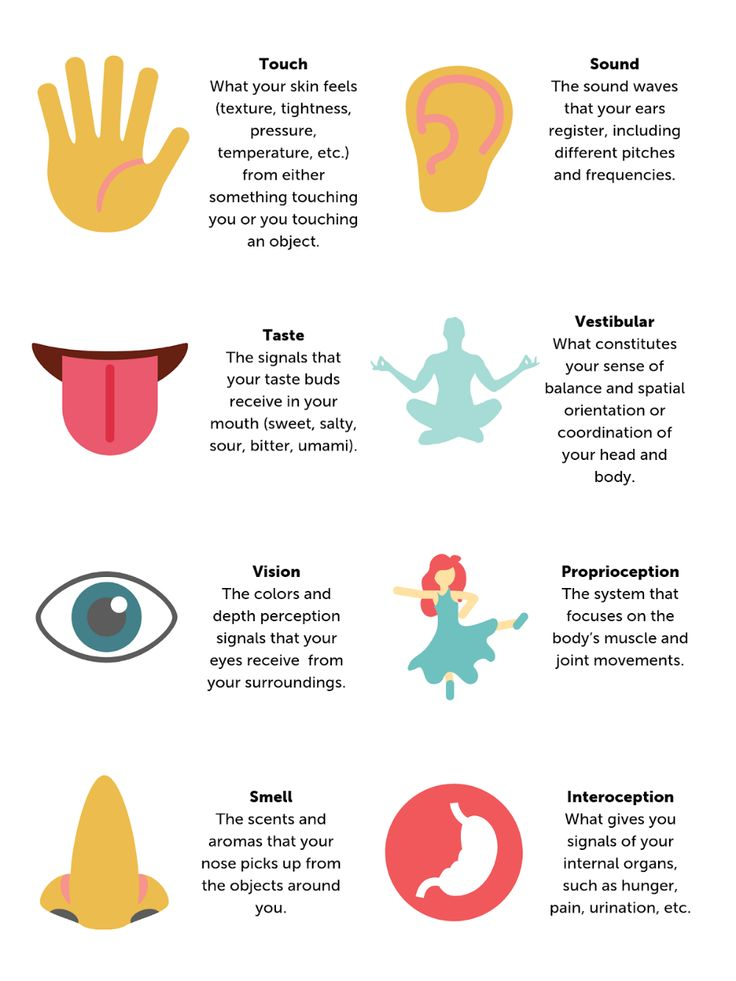 Touch
What your skin feels
(texture, tightness,
pressure,
temperature, etc.)
from either
something touching
you or you touching
an object.
Sound
The sound waves
that your ears
register, including
different pitches
and frequencies.
Taste
The signals that
your taste buds
receive in your
mouth (sweet, salty,
sour, bitter, umami).
Vestibular
What constitutes
your sense of
balance and spatial
orientation or
coordination of
your head and
body.
Vision
The colors and
depth perception
signals that your
eyes receive from
your surroundings.
Proprioception
The system that
focuses on the
body's muscle and
joint movements.
Smell
The scents and
aromas that your
nose picks up from
the objects around
you.
Interoception
What gives you
signals of your
internal organs,
such as hunger,
pain, urination, etc.